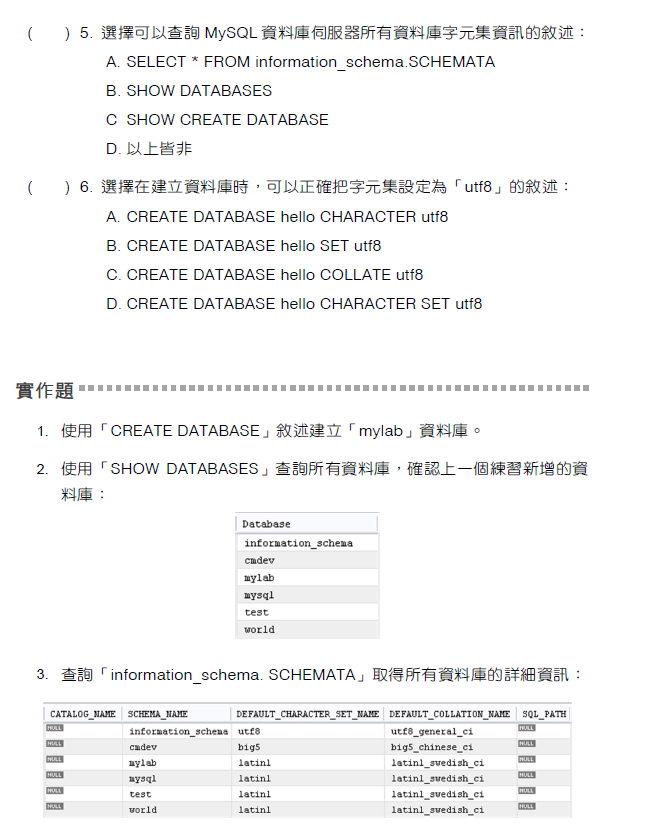 (　　) 5. 選擇可以查詢 MySQL 資料庫伺服器所有資料庫字元集資訊的敘述：
A. SELECT * FROM information_schema.SCHEMATA
B. SHOW DATABASES
C SHOW CREATE DATABASE
D. 以上皆非
(　　) 6. 選擇在建立資料庫時，可以正確把字元集設定為「utf8」的敘述：
A. CREATE DATABASE hello CHARACTER utf8
B. CREATE DATABASE hello SET utf8
C. CREATE DATABASE hello COLLATE utf8
D. CREATE DATABASE hello CHARACTER SET utf8
實作題
1. 使用「CREATE DATABASE」敘述建立「mylab」資料庫。
2. 使用「SHOW DATABASES」查詢所有資料庫，確認上一個練習新增的資
料庫：
Database
information_schema
cmdev
mylab
mysql
test
world
3. 查詢「information_schema. SCHEMATA」取得所有資料庫的詳細資訊：
CATALOG_NAME SCHEMA_NAME DEFAULT_CHARACTER_SET_NAME DEFAULT_COLLATION_NAME SQL_PATH
NULL information_schema utf8 utf8_general_ci NULL
NULL cmdev big5 big5_chinese_ci NULL
NULL mylab latin1 latin1_swedish_ci NULL
NULL mysql latin1 latin1_swedish_ci NULL
NULL test latin1 latin1_swedish_ci NULL
NULL world latin1 latin1_swedish_ci NULL